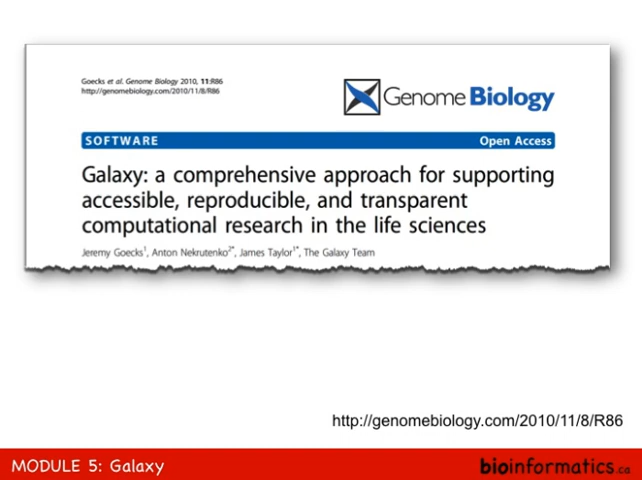 Goecks et al. Genome Biology 2010, 11:R86
http://genomebiology.com/2010/11/8/R86
Genome Biology
SOFTWARE Open Access
Galaxy: a comprehensive approach for supporting
accessible, reproducible, and transparent
computational research in the life sciences
Jeremy Goecks1, Anton Nekrutenko2*, James Taylor1*, The Galaxy Team
http://genomebiology.com/2010/11/8/R86
MODULE 5: Galaxy
bioinformatics.ca